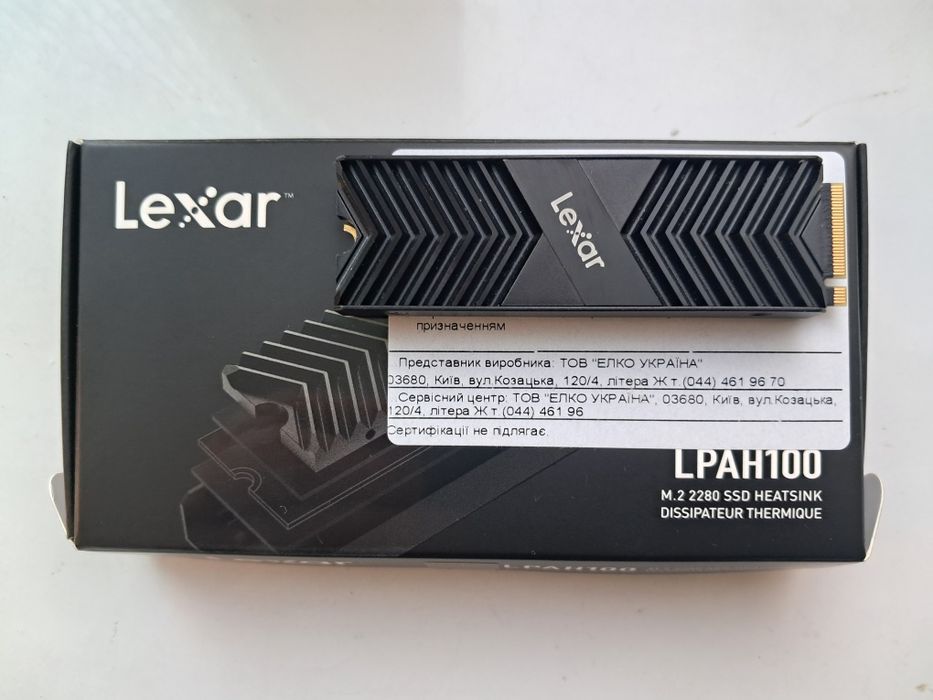 Lexar™
Lexar
призначенням
Представник виробника: ТОВ "ЕЛКО УКРАЇНА"
03680, Київ, вул.Козацька, 120/4, літера Ж т.(044) 461 96 70
Сервісний центр: ТОВ "ЕЛКО УКРАЇНА", 03680, Київ, вул.Козацька,
120/4, літера Ж т.(044) 461 96
Сертифікації не підлягає.
LPAH100
M.2 2280 SSD HEATSINK
DISSIPATEUR THERMIQUE
LPAH100